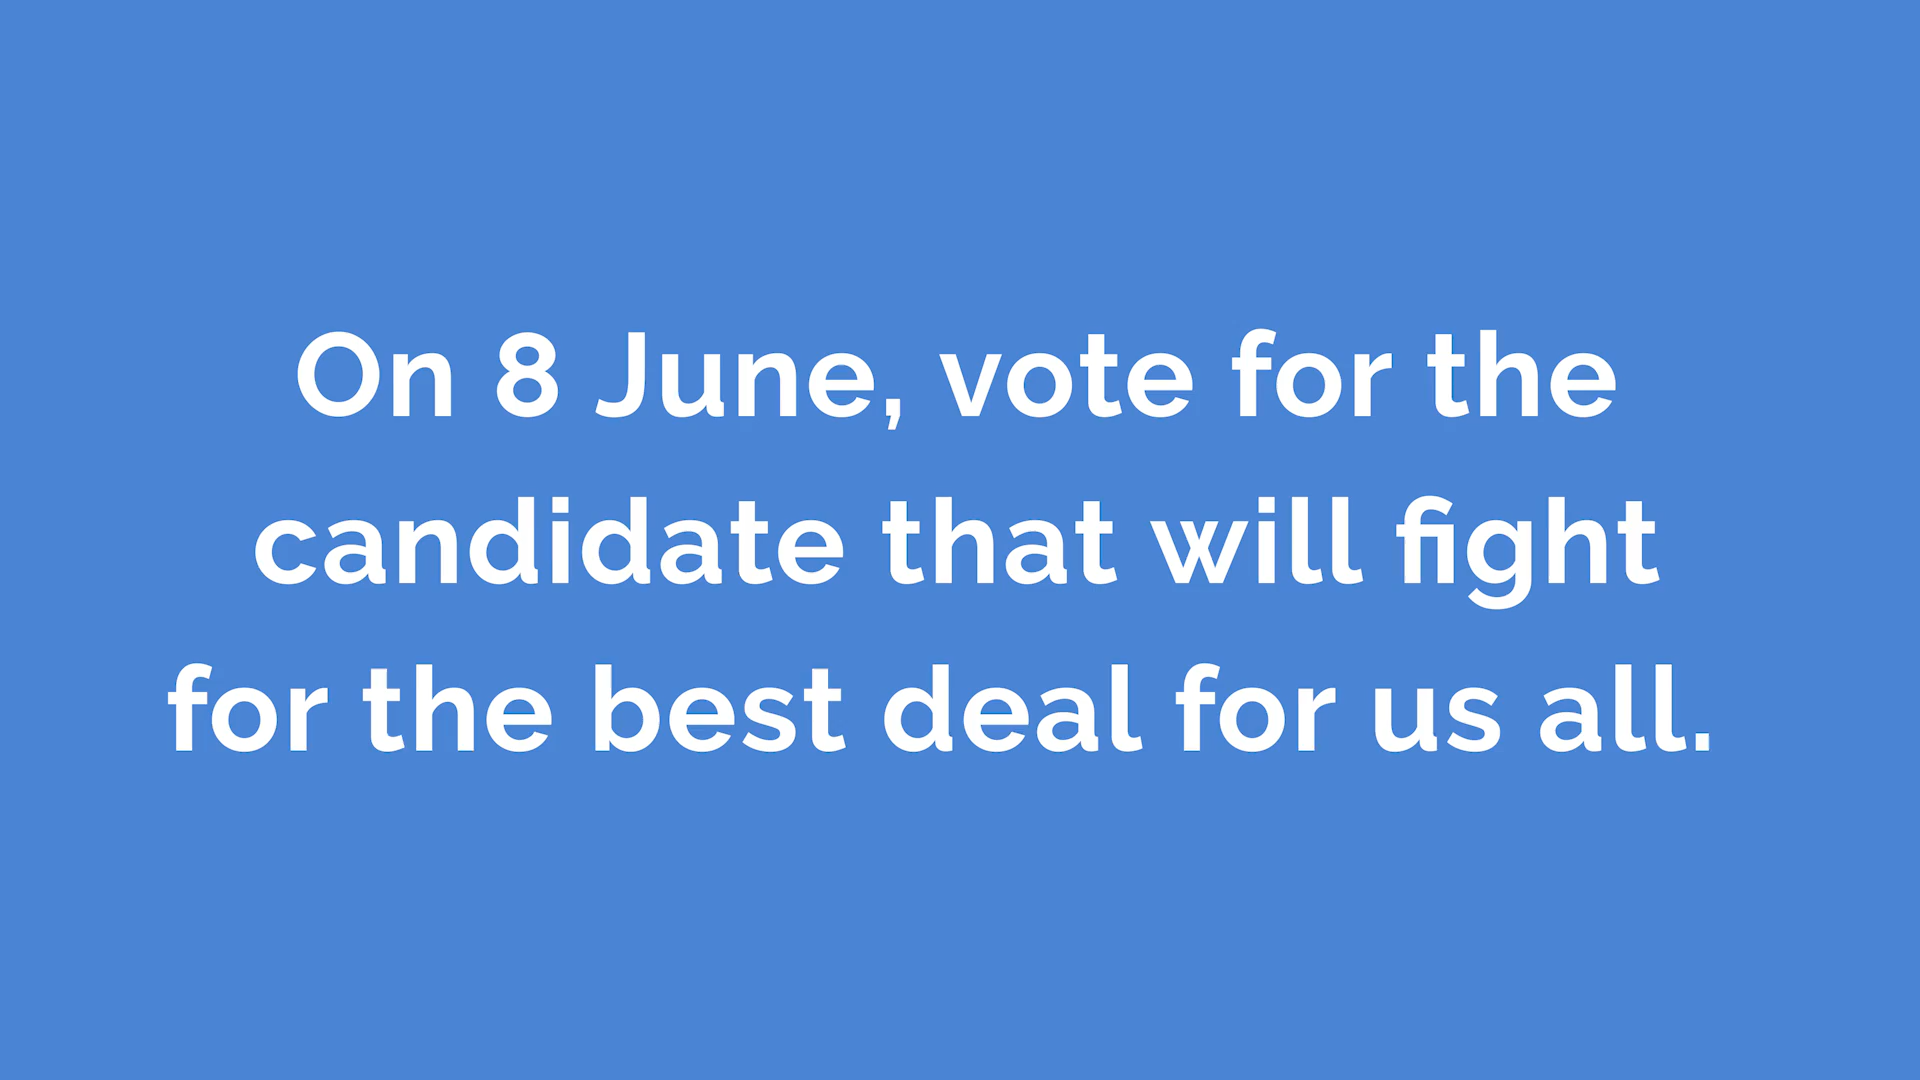 On 8 June, vote for the
candidate that will fight
for the best deal for us all.